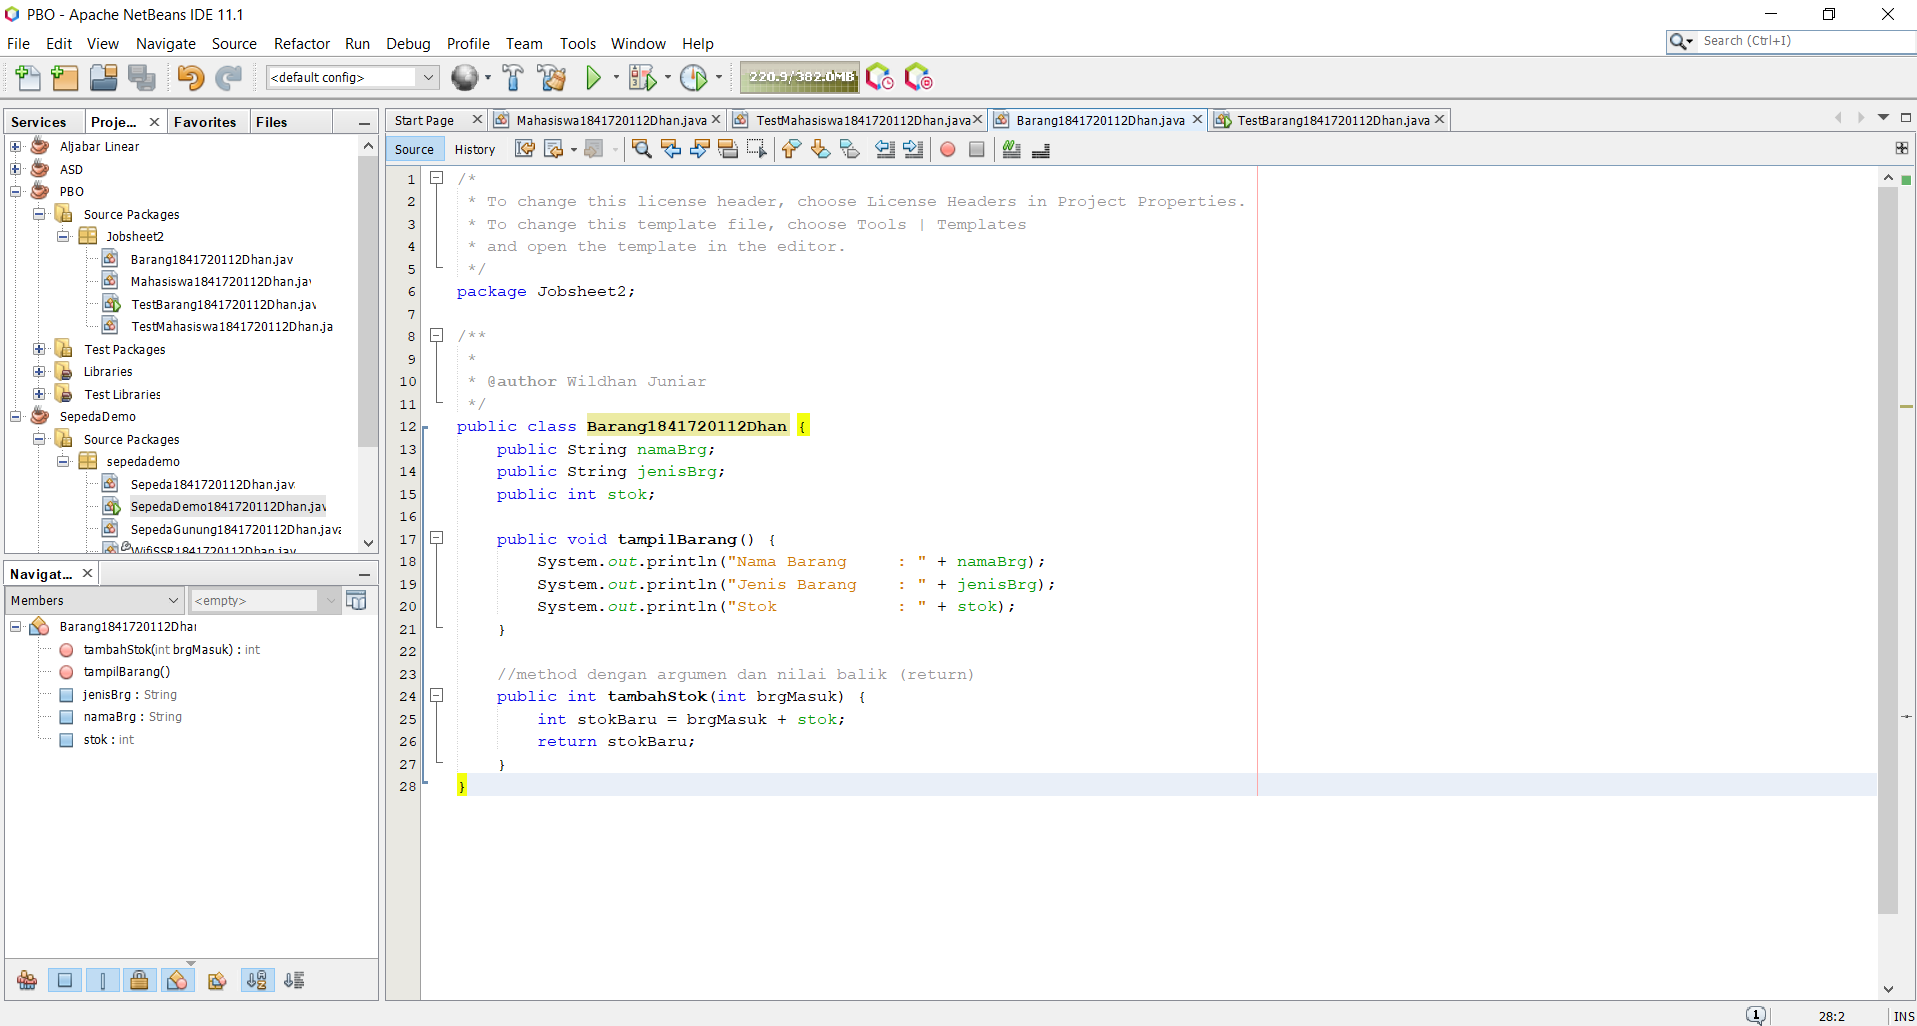 PBO - Apache NetBeans IDE 11.1
File Edit View Navigate Source Refactor Run Debug Profile Team Tools Window Help
Search (Ctrl+I)
<default config>
220.9/382.0MB
Services Proje... Favorites Files
Aljabar Linear
ASD
PBO
Source Packages
Jobsheet2
Barang1841720112Dhan.jav
Mahasiswa1841720112Dhan.jav
TestBarang1841720112Dhan.jav
TestMahasiswa1841720112Dhan.ja
Test Packages
Libraries
Test Libraries
SepedaDemo
Source Packages
sepedademo
Sepeda1841720112Dhan.jav
SepedaDemo1841720112Dhan.jav
SepedaGunung1841720112Dhan.java
WifiSSR1841720112Dhan.jav
Navigat...
Members
<empty>
Barang1841720112Dhan
tambahStok(int brgMasuk) : int
tampilBarang()
jenisBrg : String
namaBrg : String
stok : int
Start Page Mahasiswa1841720112Dhan.java TestMahasiswa1841720112Dhan.java Barang1841720112Dhan.java TestBarang1841720112Dhan.java
Source History
1 /*
2 * To change this license header, choose License Headers in Project Properties.
3 * To change this template file, choose Tools | Templates
4 * and open the template in the editor.
5 */
6 package Jobsheet2;
7
8 /**
9 *
10 * @author Wildhan Juniar
11 */
12 public class Barang1841720112Dhan {
13 public String namaBrg;
14 public String jenisBrg;
15 public int stok;
16
17 public void tampilBarang() {
18 System.out.println("Nama Barang     : " + namaBrg);
19 System.out.println("Jenis Barang    : " + jenisBrg);
20 System.out.println("Stok            : " + stok);
21 }
22
23 //method dengan argumen dan nilai balik (return)
24 public int tambahStok(int brgMasuk) {
25 int stokBaru = brgMasuk + stok;
26 return stokBaru;
27 }
28 }
1
28:2 INS